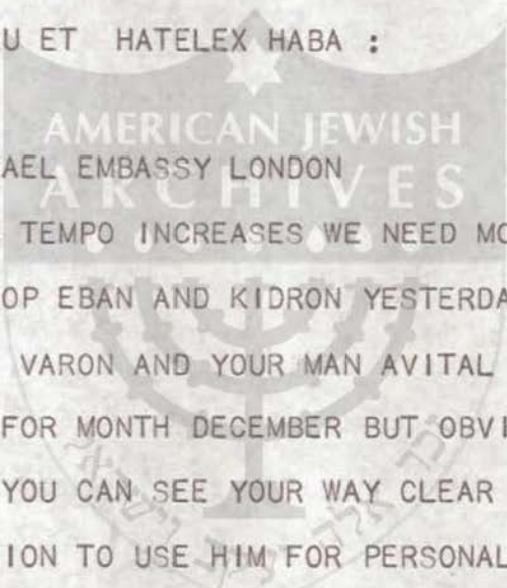 U ET HATELEX HABA :
AMERICAN JEWISH
AEL EMBASSY LONDON
ARCHIVES
TEMPO INCREASES WE NEED MO
OP EBAN AND KIDRON YESTERDA
VARON AND YOUR MAN AVITAL
FOR MONTH DECEMBER BUT OBVI
YOU CAN SEE YOUR WAY CLEAR
ION TO USE HIM FOR PERSONAL